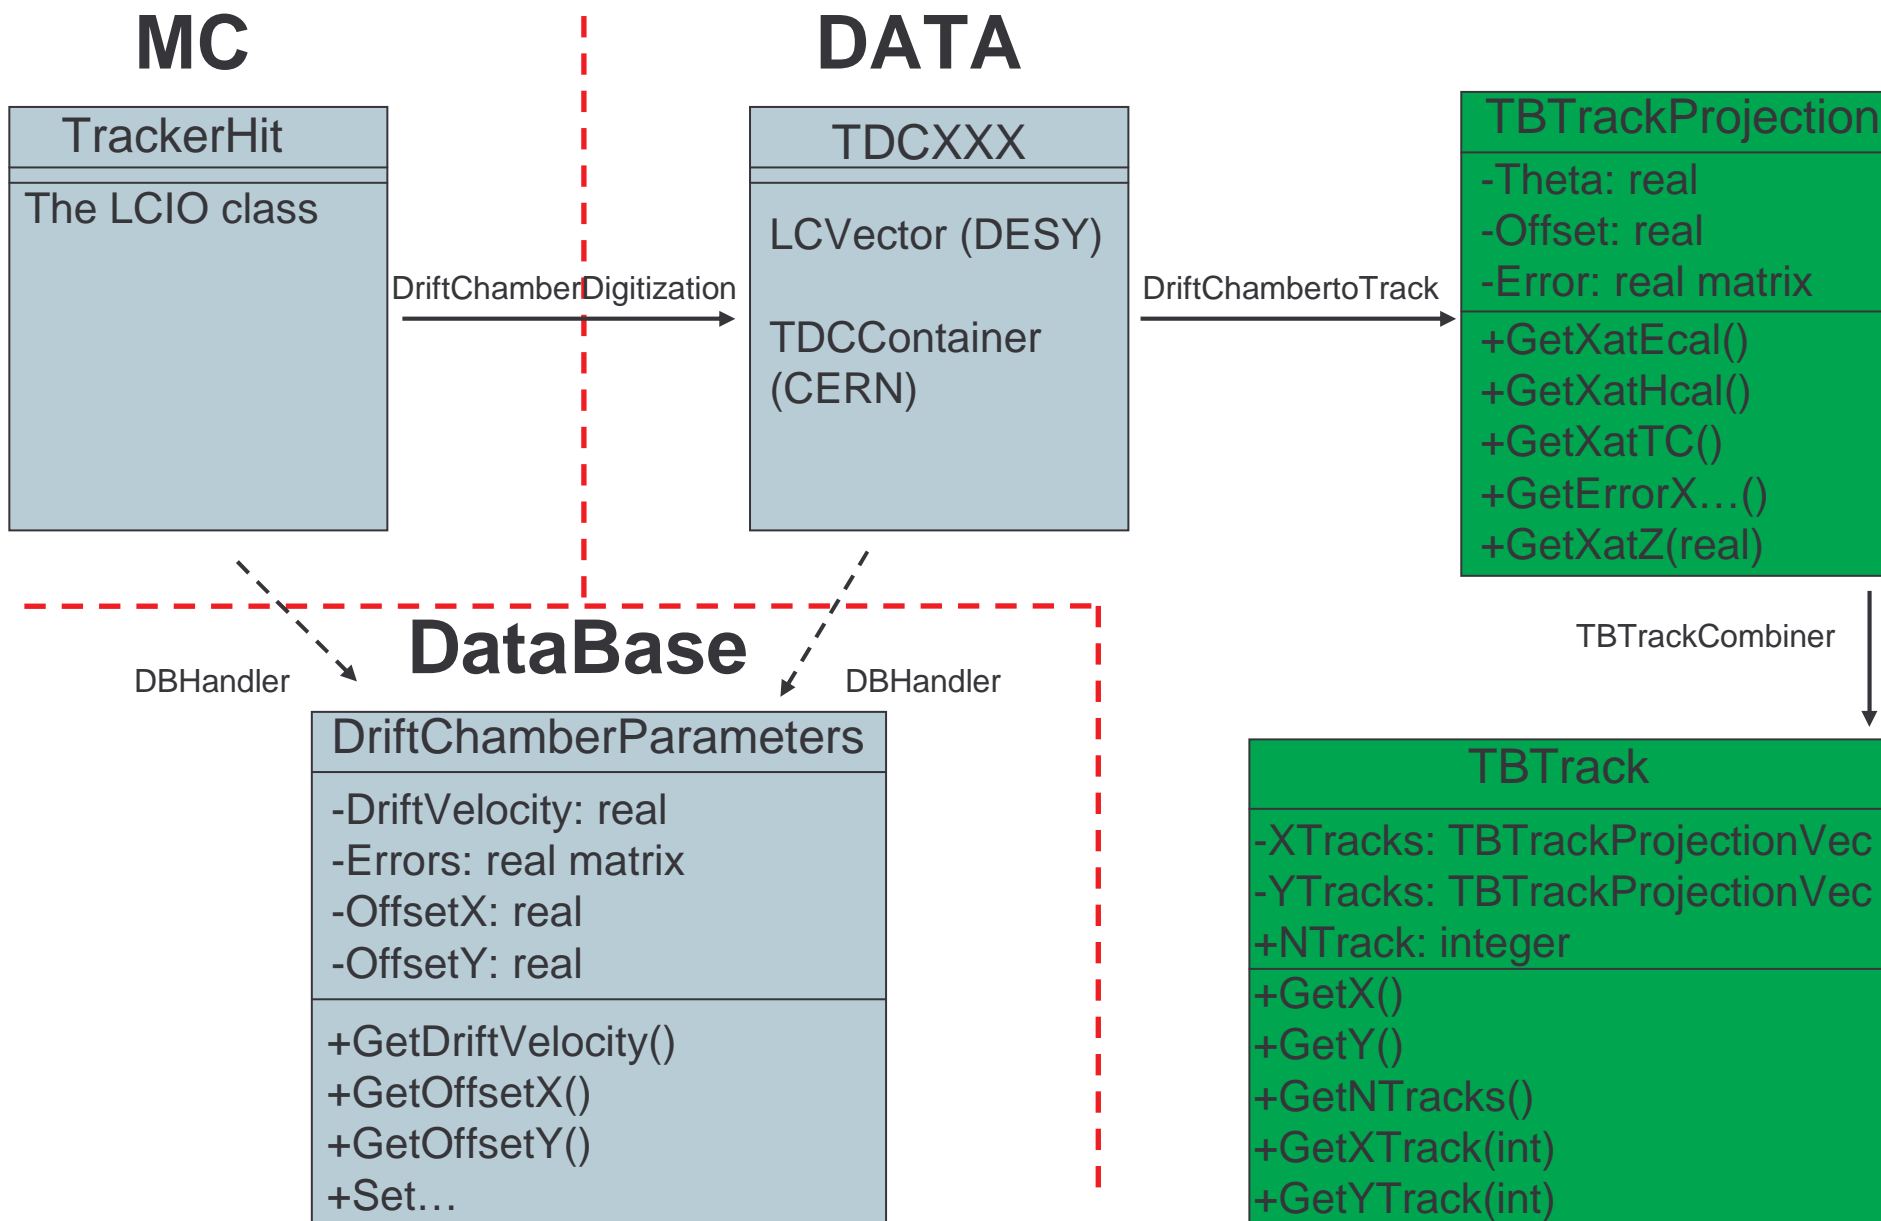 MC
DATA
TrackerHit
The LCIO class
DriftChamberDigitization
TDCXXX
LCVector (DESY)
TDCContainer
(CERN)
DriftChambertoTrack
TBTrackProjection
-Theta: real
-Offset: real
-Error: real matrix
+GetXatEcal()
+GetXatHcal()
+GetXatTC()
+GetErrorX…()
+GetXatZ(real)
TBTrackCombiner
DataBase
DBHandler
DBHandler
DriftChamberParameters
-DriftVelocity: real
-Errors: real matrix
-OffsetX: real
-OffsetY: real
+GetDriftVelocity()
+GetOffsetX()
+GetOffsetY()
+Set…
TBTrack
-XTracks: TBTrackProjectionVec
-YTracks: TBTrackProjectionVec
+NTrack: integer
+GetX()
+GetY()
+GetNTracks()
+GetXTrack(int)
+GetYTrack(int)